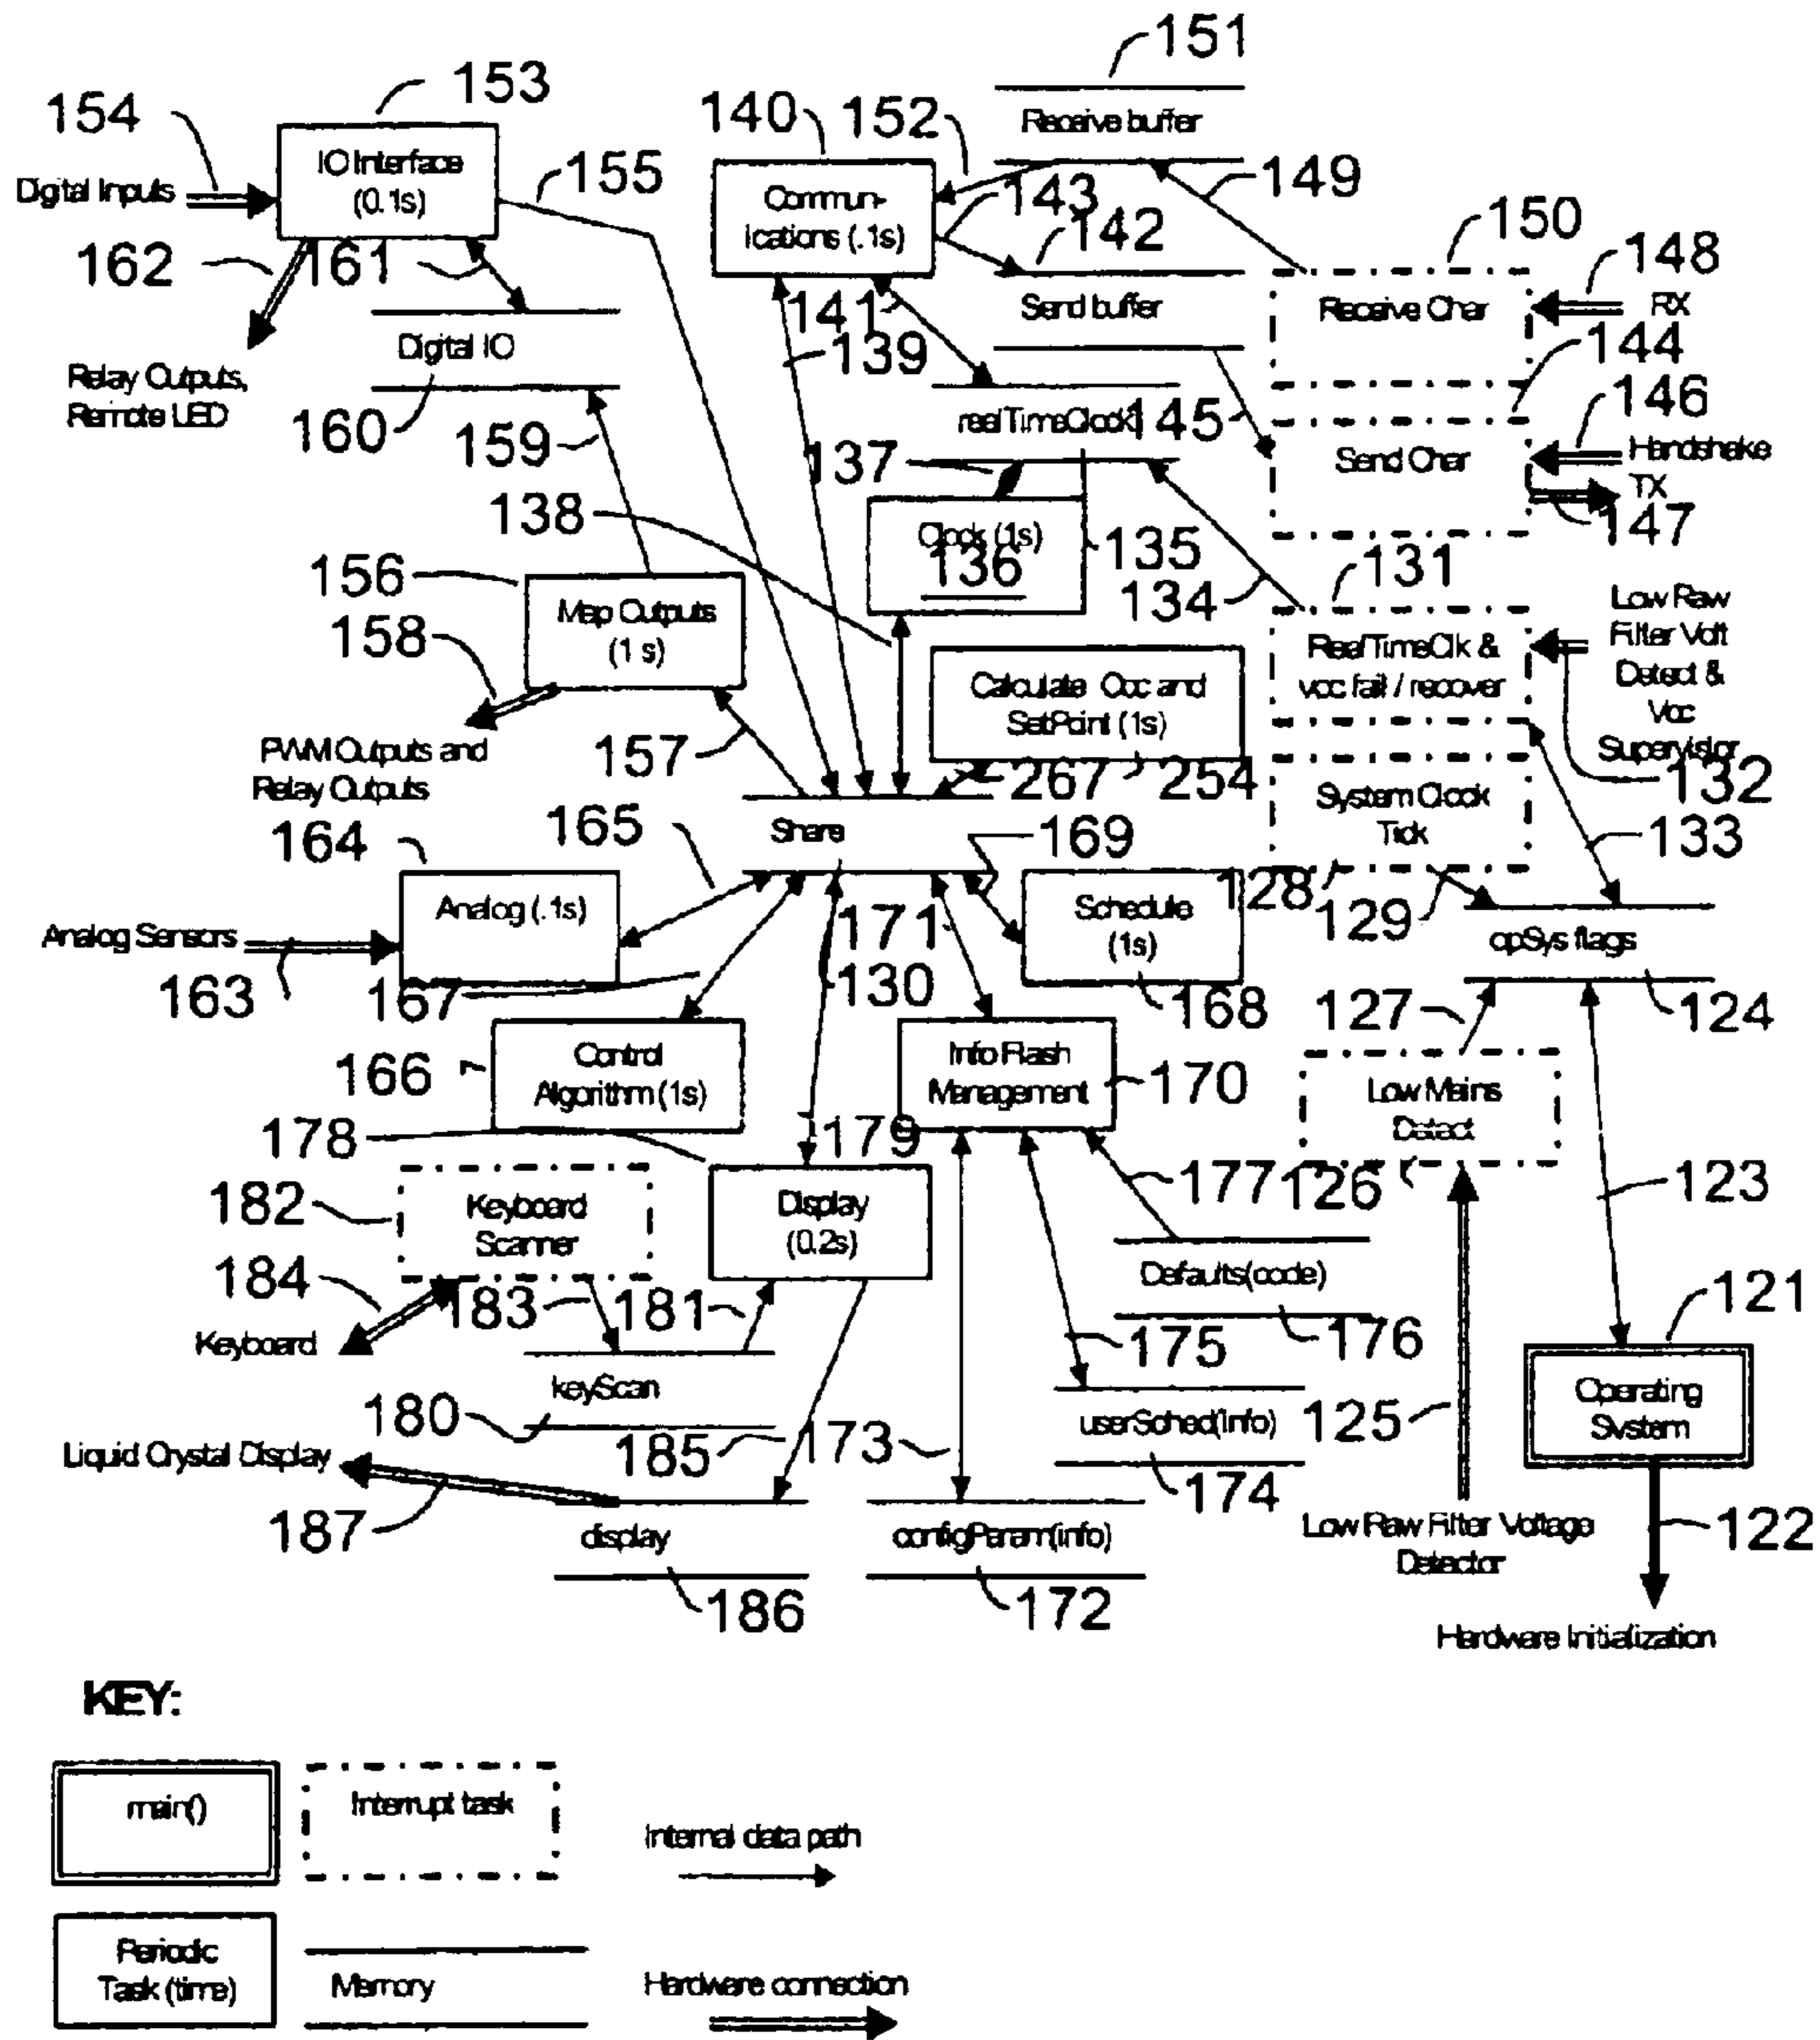 151
153
154
140
152
Receive buffer
IO Interface
(0.1s)
155
Digital Inputs
Commun-
ications (.1s)
143
149
142
150
162
161
148
141
Send buffer
Receive Char
RX
Digital IO
139
144
Relay Outputs,
Remote LED
160
realTimeClock
145
146
159
137
Send Char
Handshake
TX
147
138
Clock (1s)
136
135
131
156
134
Map Outputs
(1 s)
Low Raw
Filter Volt
Detect &
Vcc
Supervisior
158
RealTimeClk &
vcc fail / recover
Calculate Occ and
SetPoint (1s)
157
PWM Outputs and
Relay Outputs
267
254
132
System Clock
Tick
165
Share
169
133
164
128
Analog (.1s)
171
Schedule
(1s)
129
Analog Sensors
opSys flags
163
167
130
168
127
124
Control
Algorithm (1s)
Info Flash
Management
166
170
Low Mains
Detect
178
179
177
126
123
182
Keyboard
Scanner
Display
(0.2s)
184
183
181
Defaults(code)
121
Keyboard
175
176
keyScan
Operating
System
180
userSched(info)
125
Liquid Crystal Display
185
173
174
187
display
configParam(info)
Low Raw Filter Voltage
Detector
122
186
172
Hardware Initialization
KEY:
main()
Interrupt task
Internal data path
Periodic
Task (time)
Memory
Hardware connection